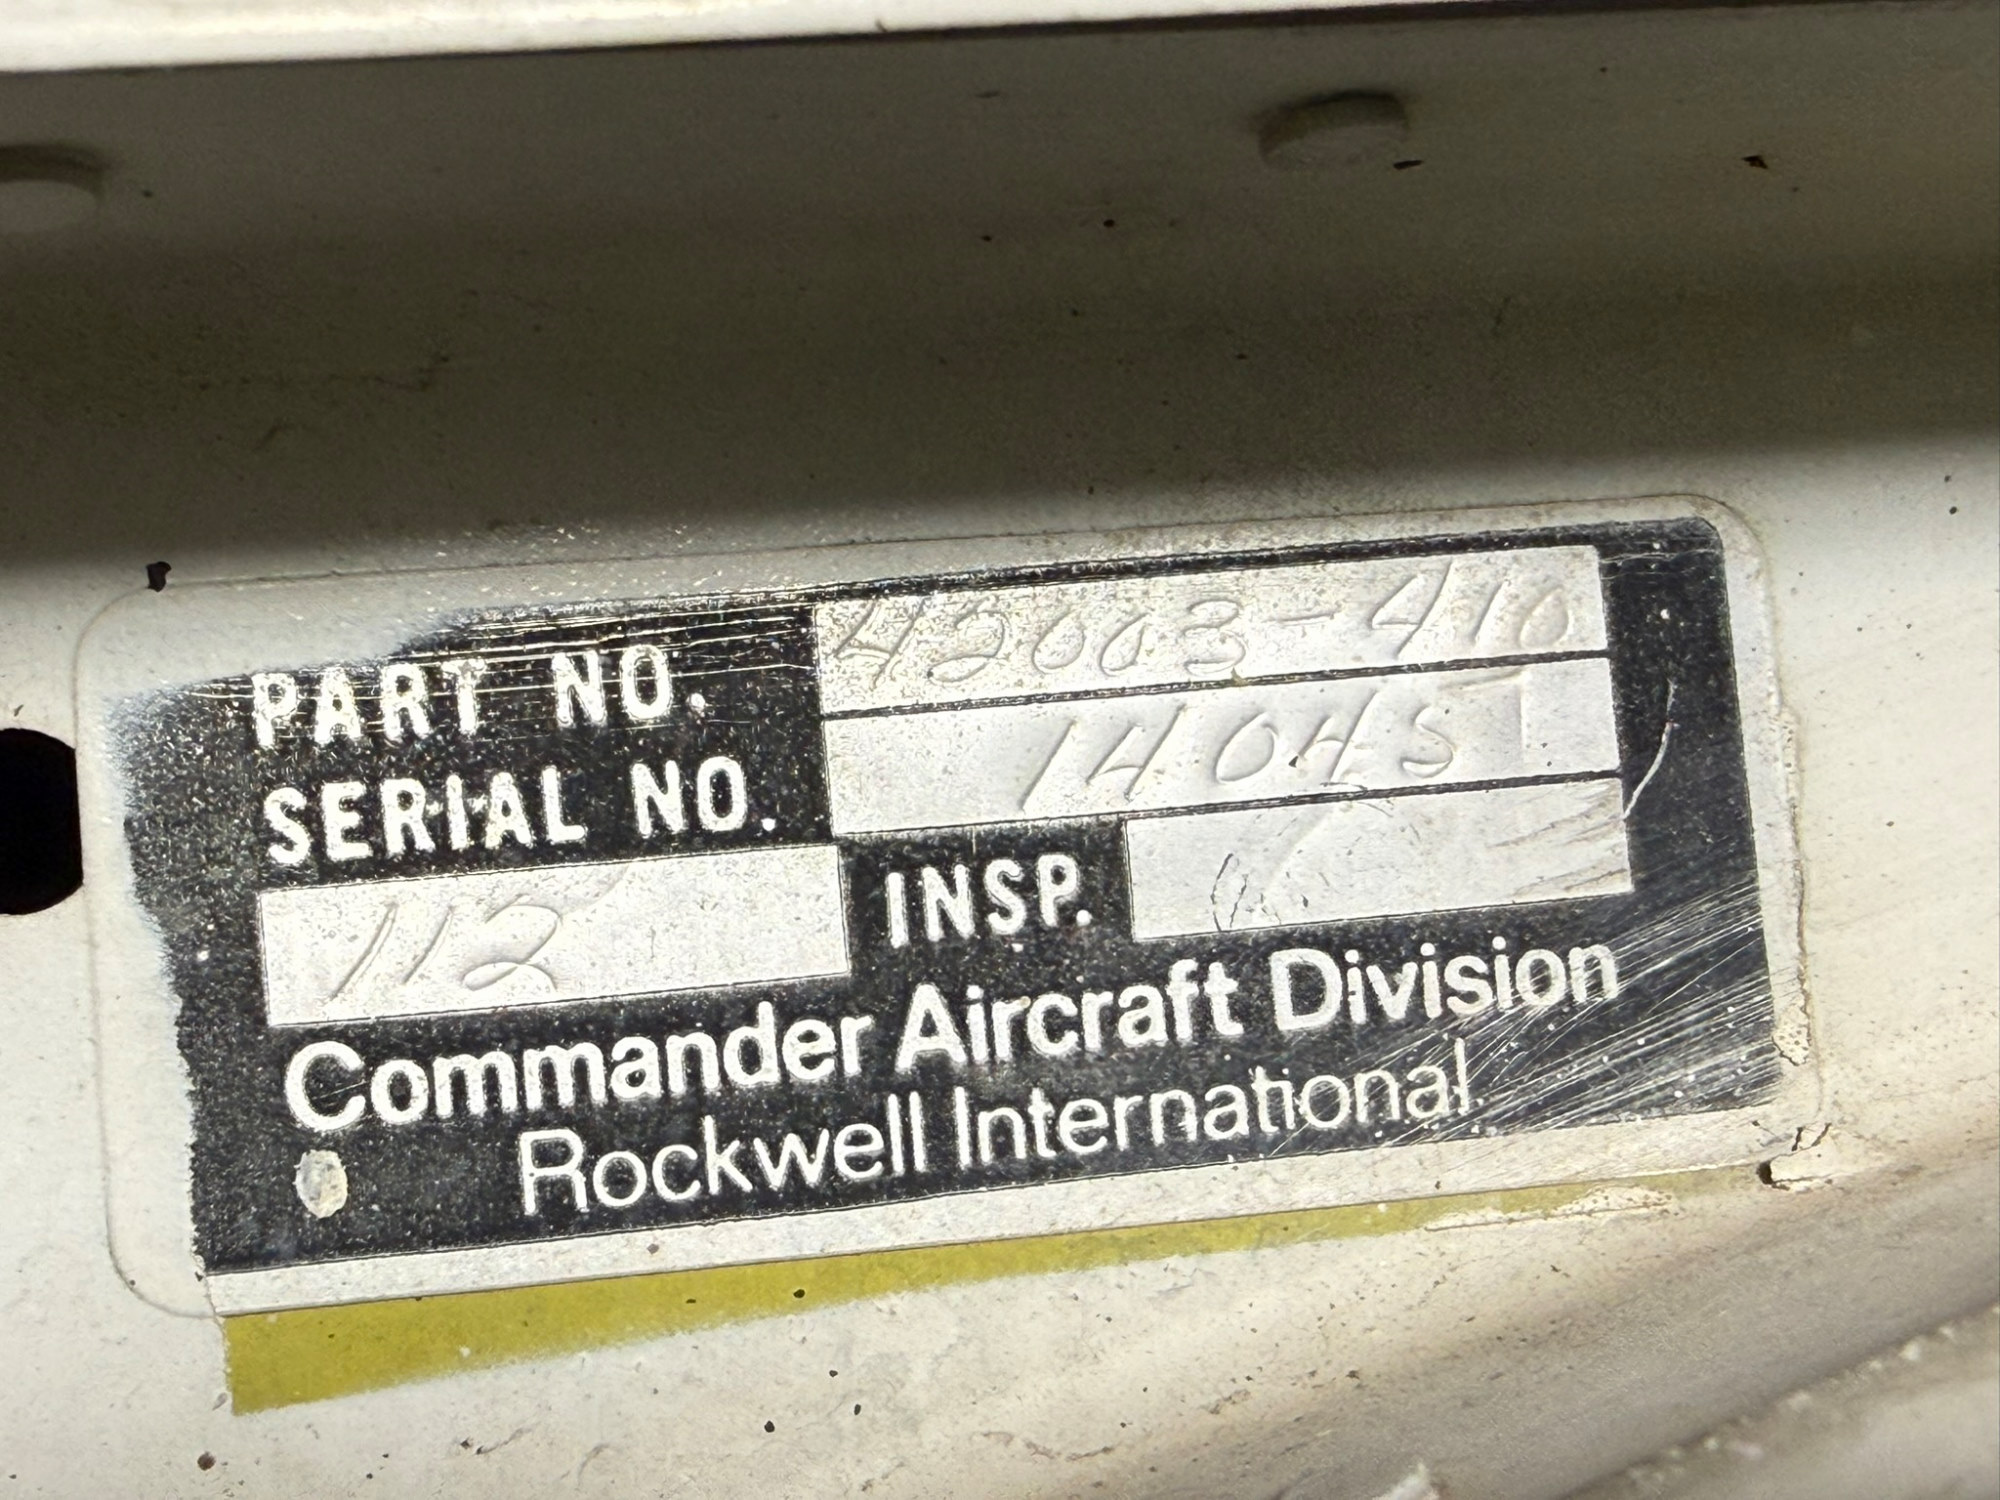 PART NO. 42003-410
SERIAL NO. 14045
112 INSP.
Commander Aircraft Division
Rockwell International